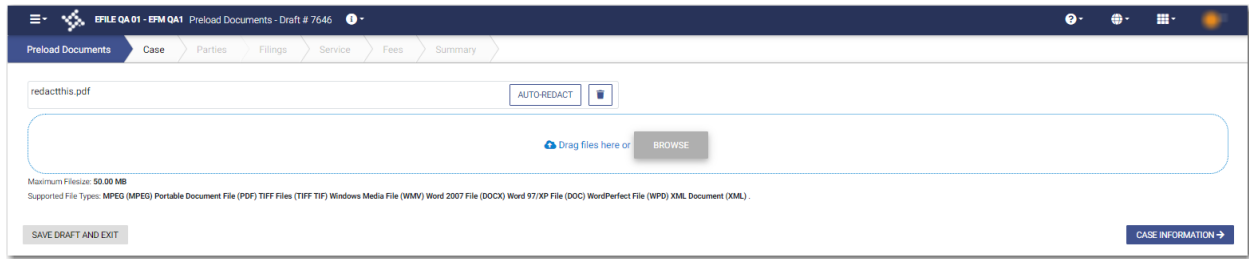 EFILE QA 01 - EFM QA1 Preload Documents - Draft # 7646
Preload Documents Case Parties Filings Service Fees Summary
redactthis.pdf AUTO-REDACT
Drag files here or BROWSE
Maximum Filesize: 50.00 MB
Supported File Types: MPEG (MPEG) Portable Document File (PDF) TIFF Files (TIFF TIF) Windows Media File (WMV) Word 2007 File (DOCX) Word 97/XP File (DOC) WordPerfect File (WPD) XML Document (XML) .
SAVE DRAFT AND EXIT CASE INFORMATION →